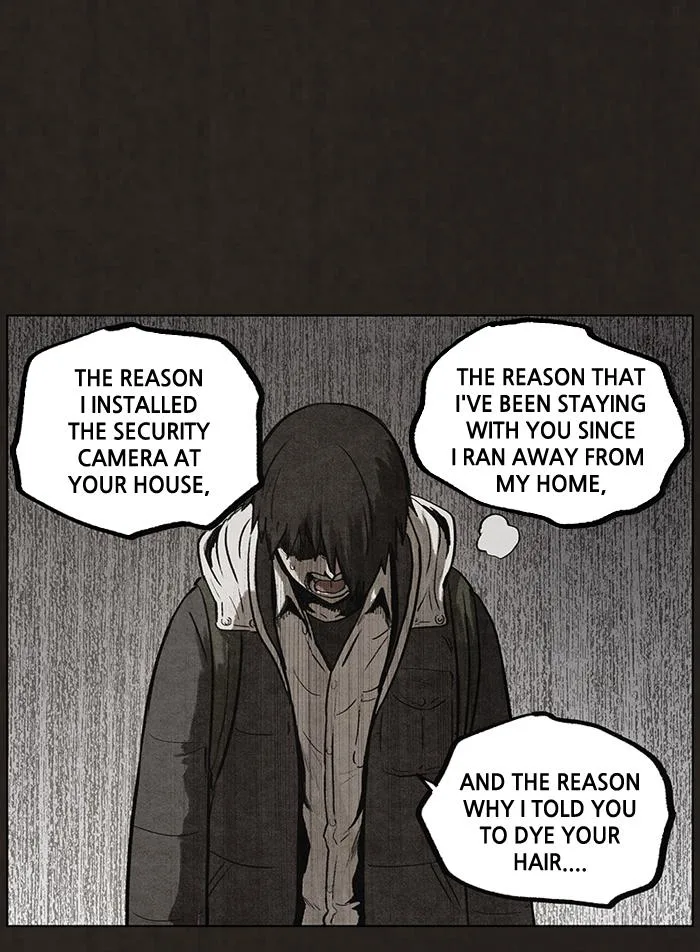 THE REASON
I INSTALLED
THE SECURITY
CAMERA AT
YOUR HOUSE,
THE REASON THAT
I'VE BEEN STAYING
WITH YOU SINCE
I RAN AWAY FROM
MY HOME,
AND THE REASON
WHY I TOLD YOU
TO DYE YOUR
HAIR....